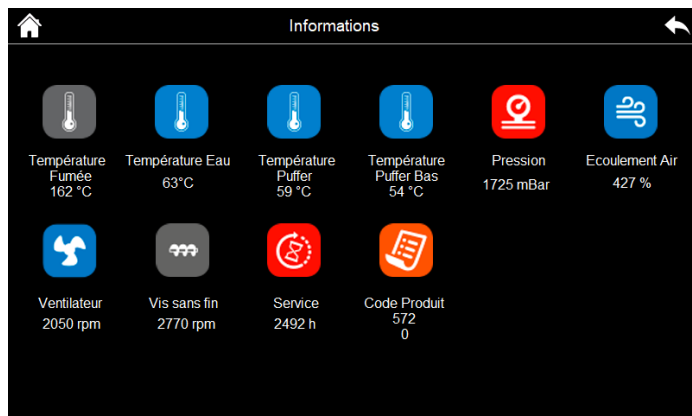 Informations
Température Fumée
162 °C
Température Eau
63°C
Température Puffer
59 °C
Température Puffer Bas
54 °C
Pression
1725 mBar
Ecoulement Air
427 %
Ventilateur
2050 rpm
Vis sans fin
2770 rpm
Service
2492 h
Code Produit
572
0